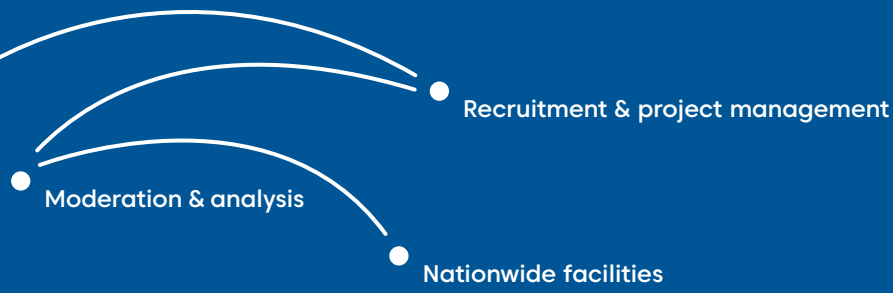 Recruitment & project management
Moderation & analysis
Nationwide facilities